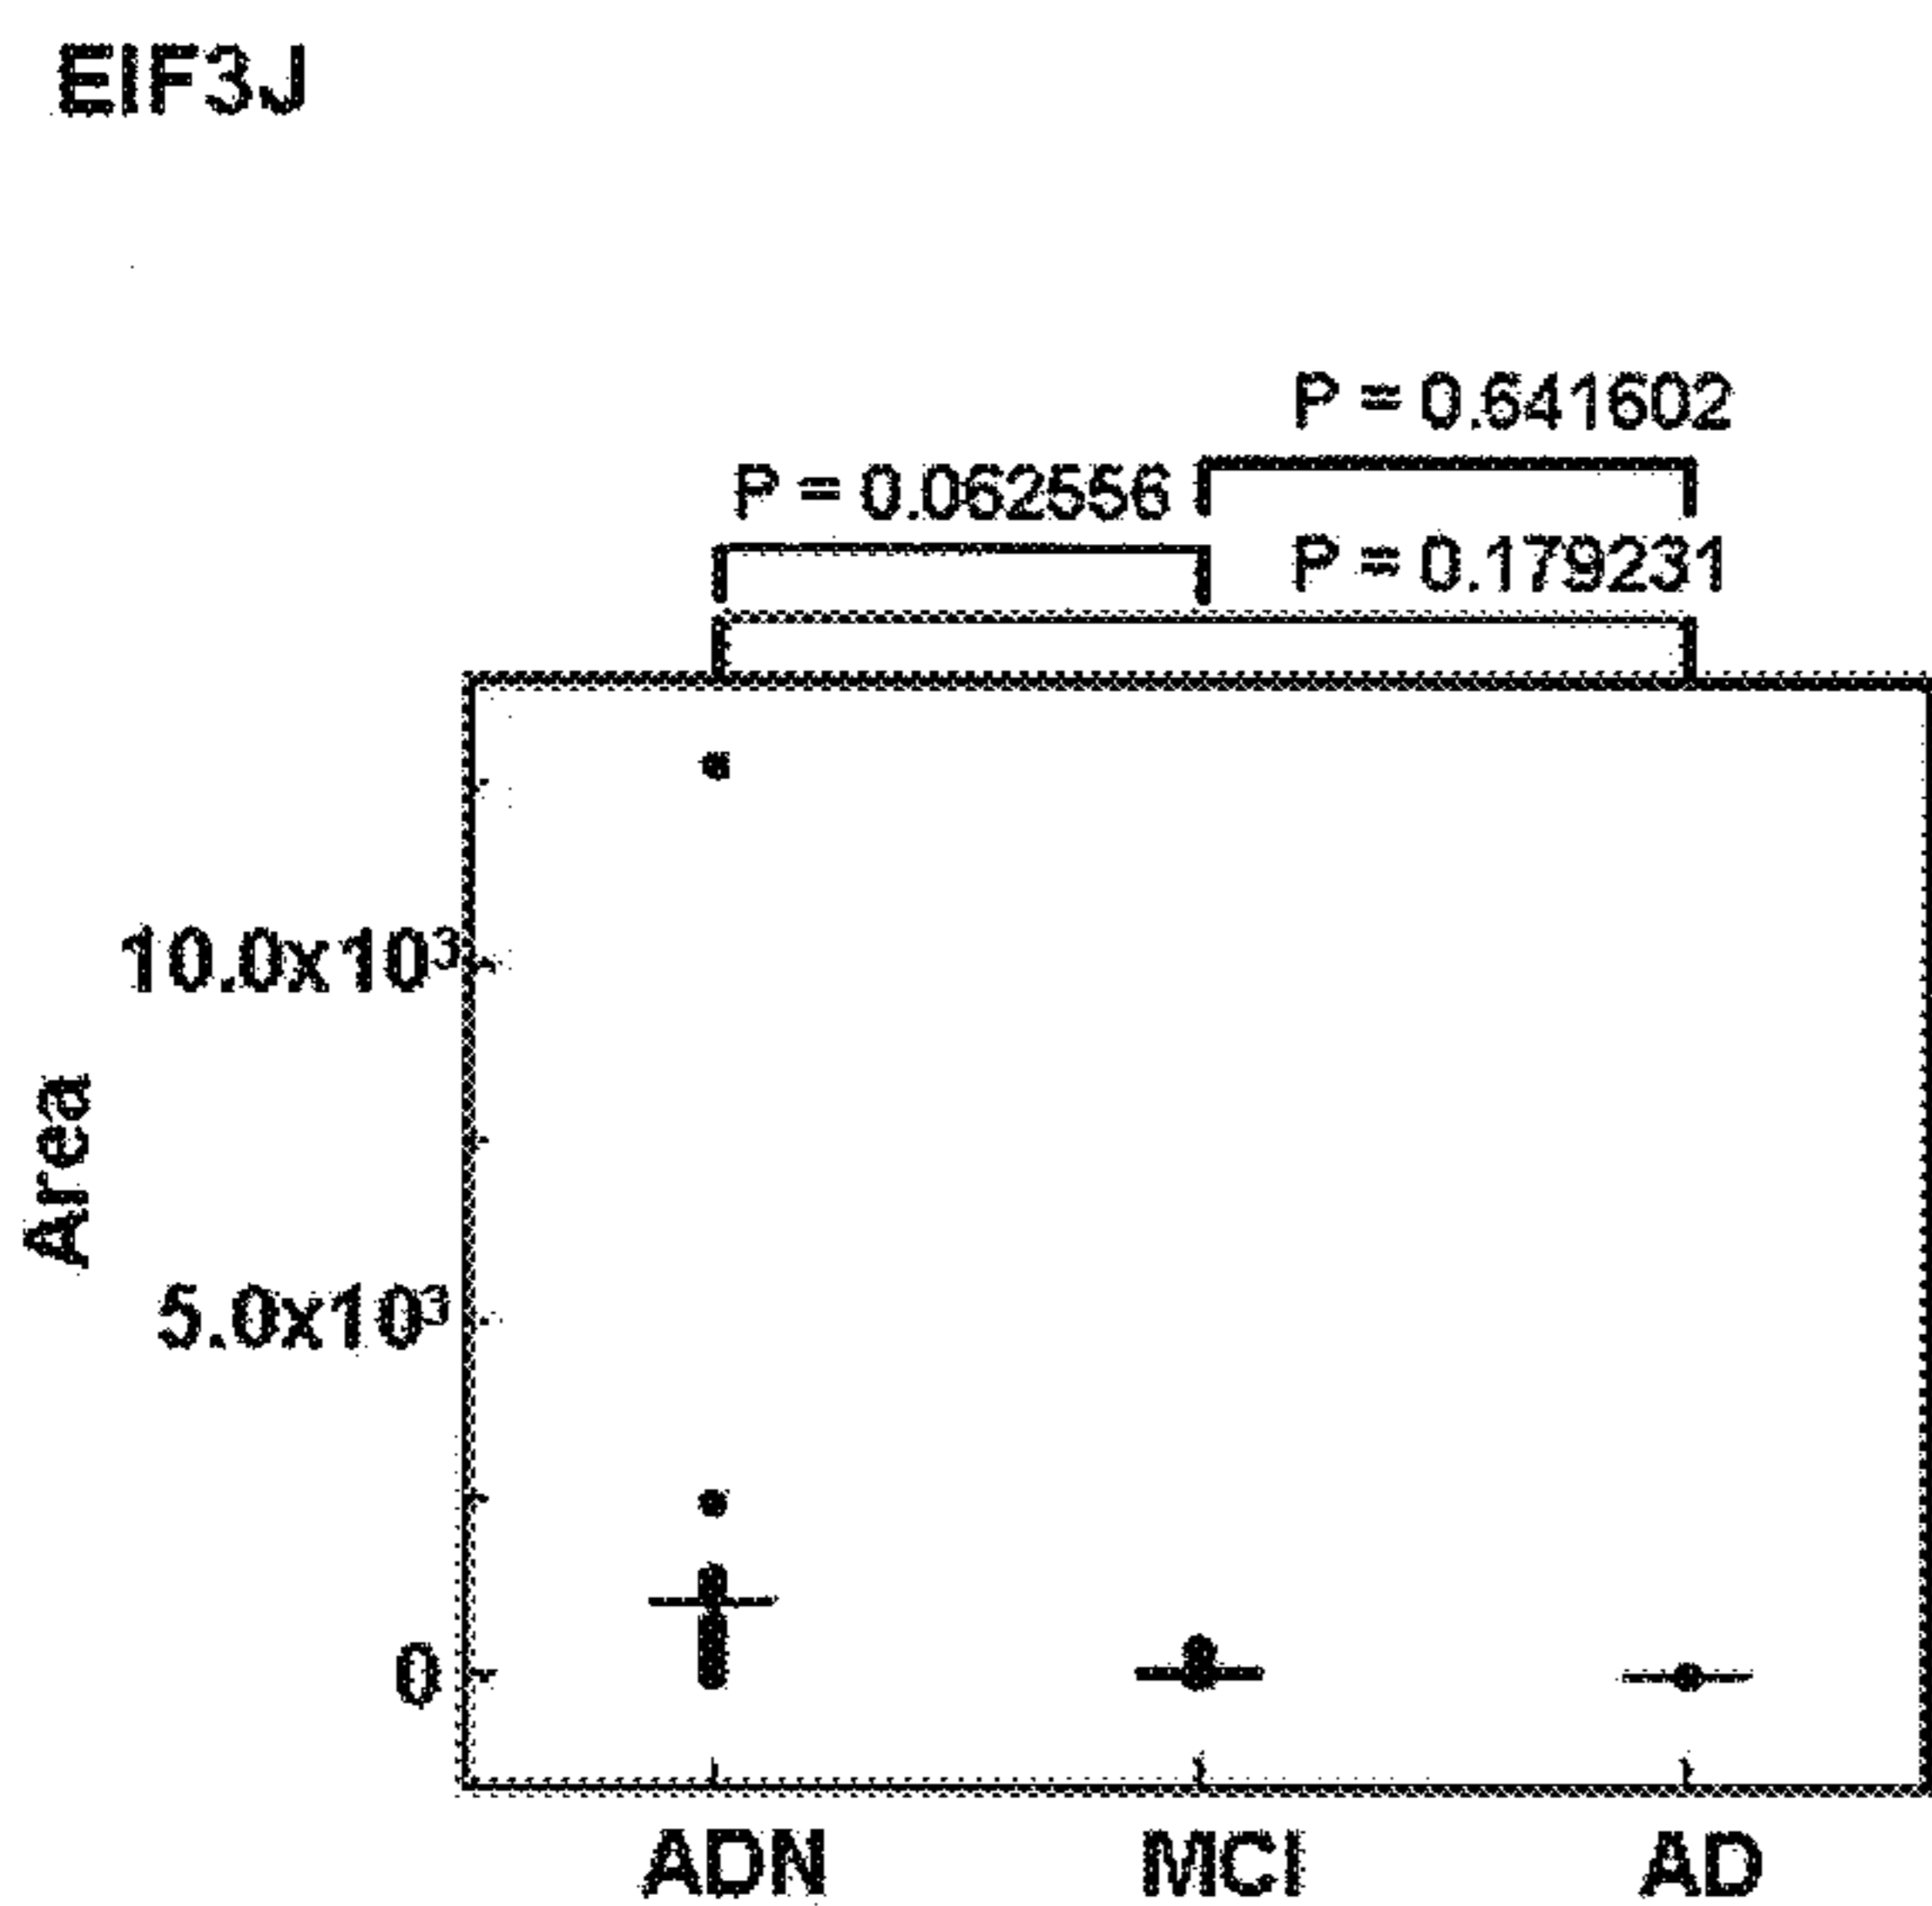 EIF3J
P = 0.641602
P = 0.062556
P = 0.179231
10.0x10³
Area
5.0x10³
0
ADN MCI AD